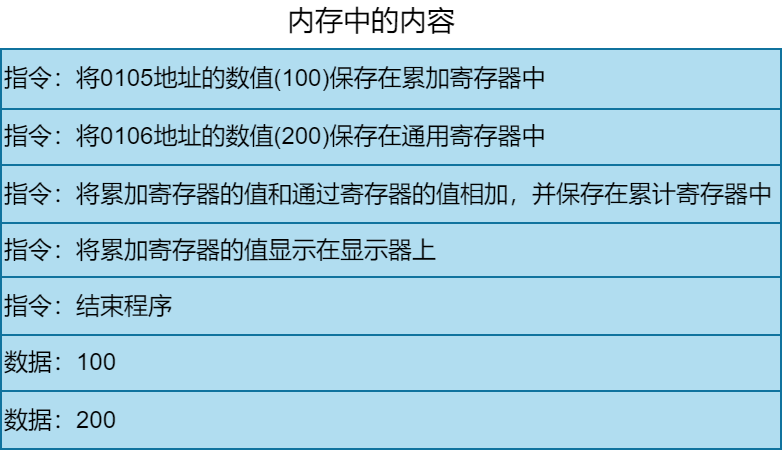 内存中的内容
指令：将0105地址的数值(100)保存在累加寄存器中
指令：将0106地址的数值(200)保存在通用寄存器中
指令：将累加寄存器的值和通过寄存器的值相加，并保存在累计寄存器中
指令：将累加寄存器的值显示在显示器上
指令：结束程序
数据：100
数据：200